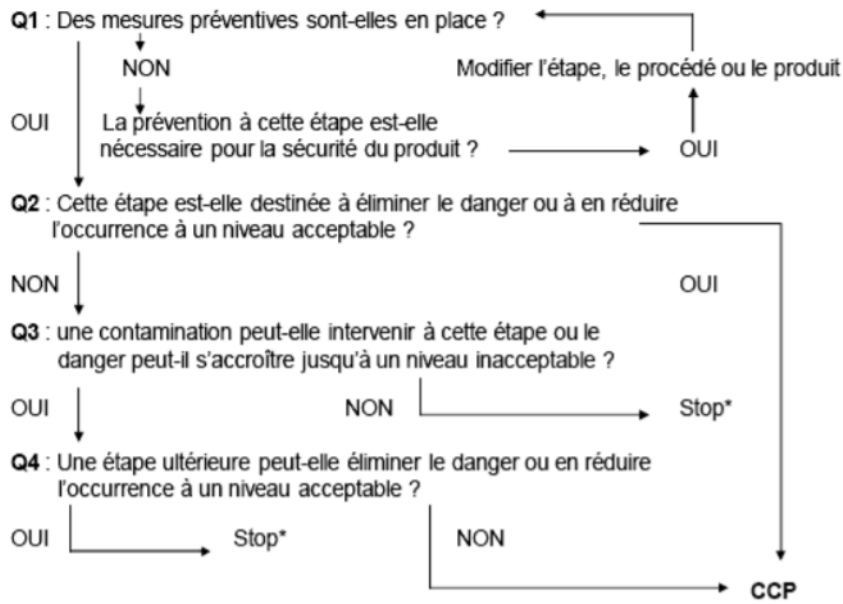 Q1 : Des mesures préventives sont-elles en place ?
NON
Modifier l'étape, le procédé ou le produit
OUI
La prévention à cette étape est-elle
nécessaire pour la sécurité du produit ?
OUI
Q2 : Cette étape est-elle destinée à éliminer le danger ou à en réduire
l'occurrence à un niveau acceptable ?
NON
OUI
Q3 : une contamination peut-elle intervenir à cette étape ou le
danger peut-il s'accroître jusqu'à un niveau inacceptable ?
OUI
NON
Stop*
Q4 : Une étape ultérieure peut-elle éliminer le danger ou en réduire
l'occurrence à un niveau acceptable ?
OUI
Stop*
NON
CCP